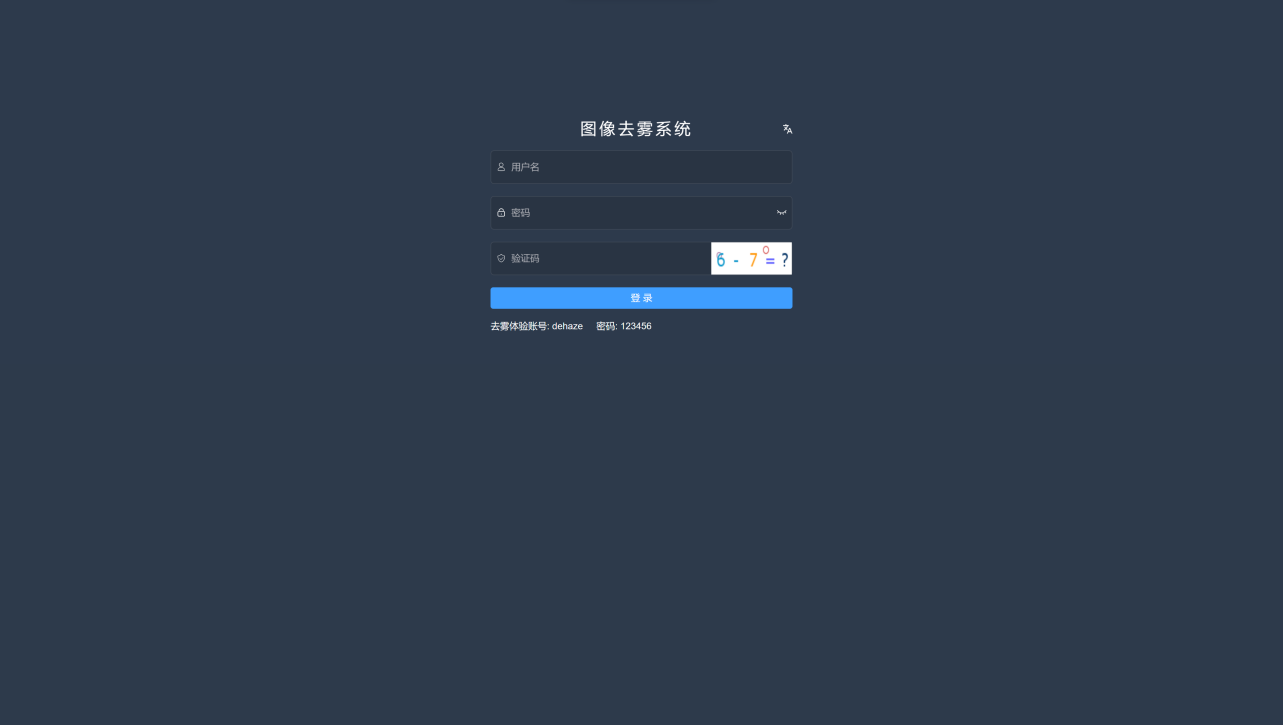 图像去雾系统
用户名
密码
验证码
6 - 7 = ?
登 录
去雾体验账号: dehaze 密码: 123456